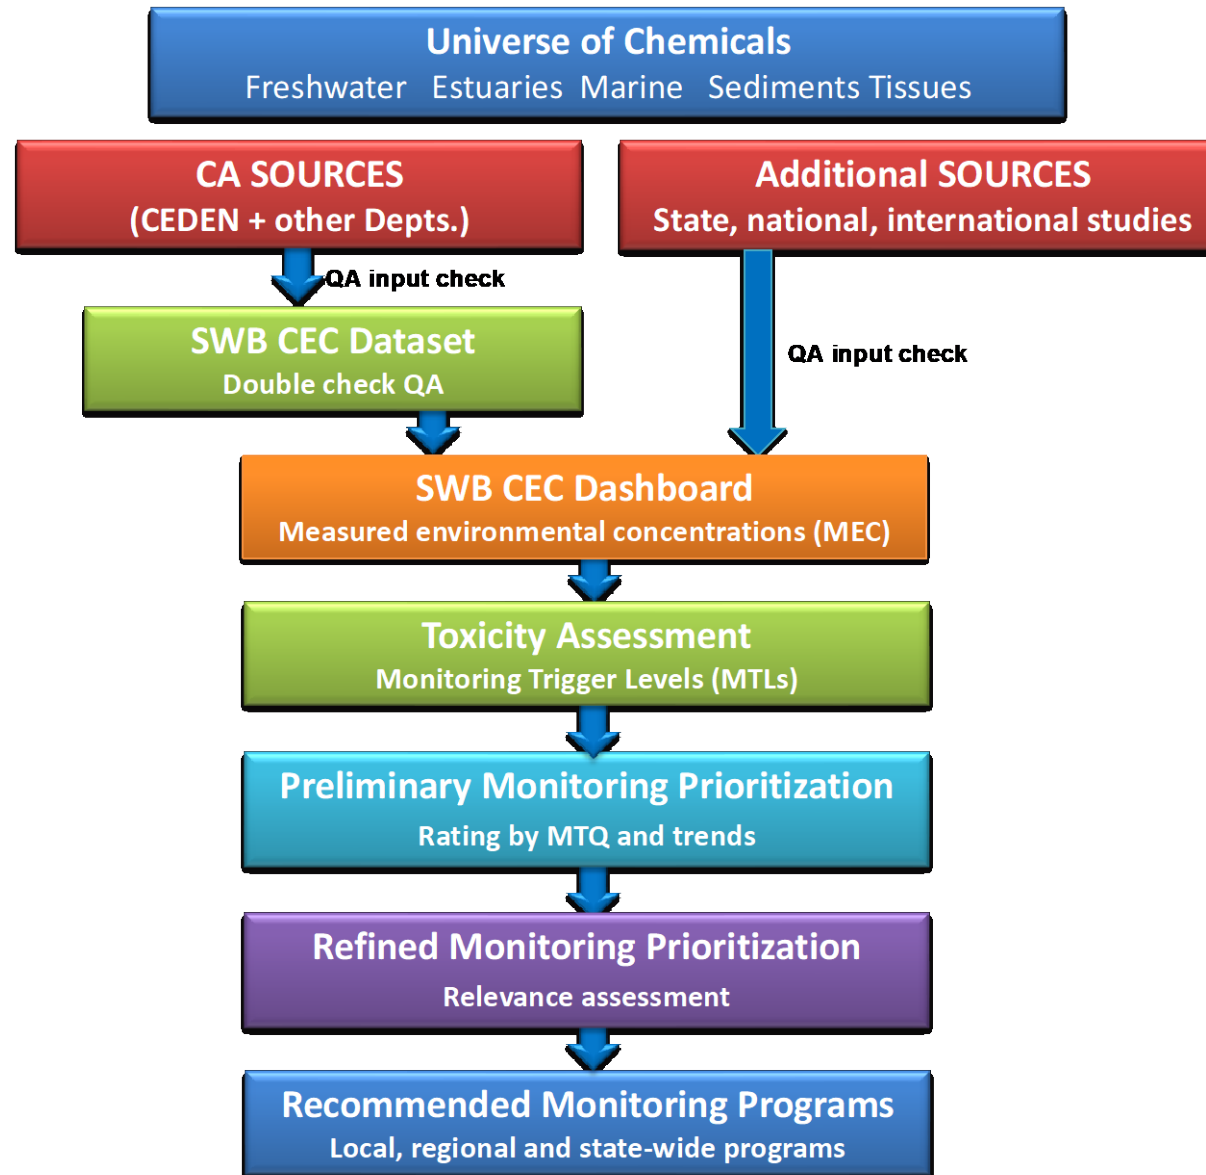 Universe of Chemicals
Freshwater Estuaries Marine Sediments Tissues
CA SOURCES
(CEDEN + other Depts.)
Additional SOURCES
State, national, international studies
QA input check
SWB CEC Dataset
Double check QA
QA input check
SWB CEC Dashboard
Measured environmental concentrations (MEC)
Toxicity Assessment
Monitoring Trigger Levels (MTLs)
Preliminary Monitoring Prioritization
Rating by MTQ and trends
Refined Monitoring Prioritization
Relevance assessment
Recommended Monitoring Programs
Local, regional and state-wide programs